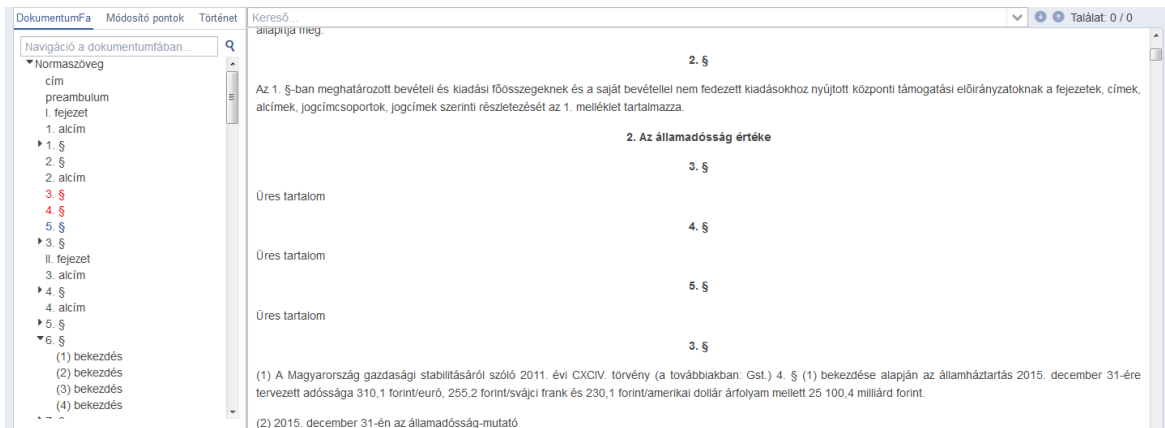 DokumentumFa Módosító pontok Történet
Kereső...
Találat: 0 / 0
Navigáció a dokumentumfában...
Normaszöveg
cím
preambulum
I. fejezet
1. alcím
1. §
2. §
2. alcím
3. §
4. §
5. §
3. §
II. fejezet
3. alcím
4. §
4. alcím
5. §
6. §
(1) bekezdés
(2) bekezdés
(3) bekezdés
(4) bekezdés
állapítja meg.
2. §
Az 1. §-ban meghatározott bevételi és kiadási főösszegeknek és a saját bevétellel nem fedezett kiadásokhoz nyújtott központi támogatási előirányzatoknak a fejezetek, címek,
alcímek, jogcímcsoportok, jogcímek szerinti részletezését az 1. melléklet tartalmazza.
2. Az államadósság értéke
3. §
Üres tartalom
4. §
Üres tartalom
5. §
Üres tartalom
3. §
(1) A Magyarország gazdasági stabilitásáról szóló 2011. évi CXCIV. törvény (a továbbiakban: Gst.) 4. § (1) bekezdése alapján az államháztartás 2015. december 31-ére
tervezett adóssága 310,1 forint/euró, 255,2 forint/svájci frank és 230,1 forint/amerikai dollár árfolyam mellett 25 100,4 milliárd forint.
(2) 2015. december 31-én az államadósság-mutató